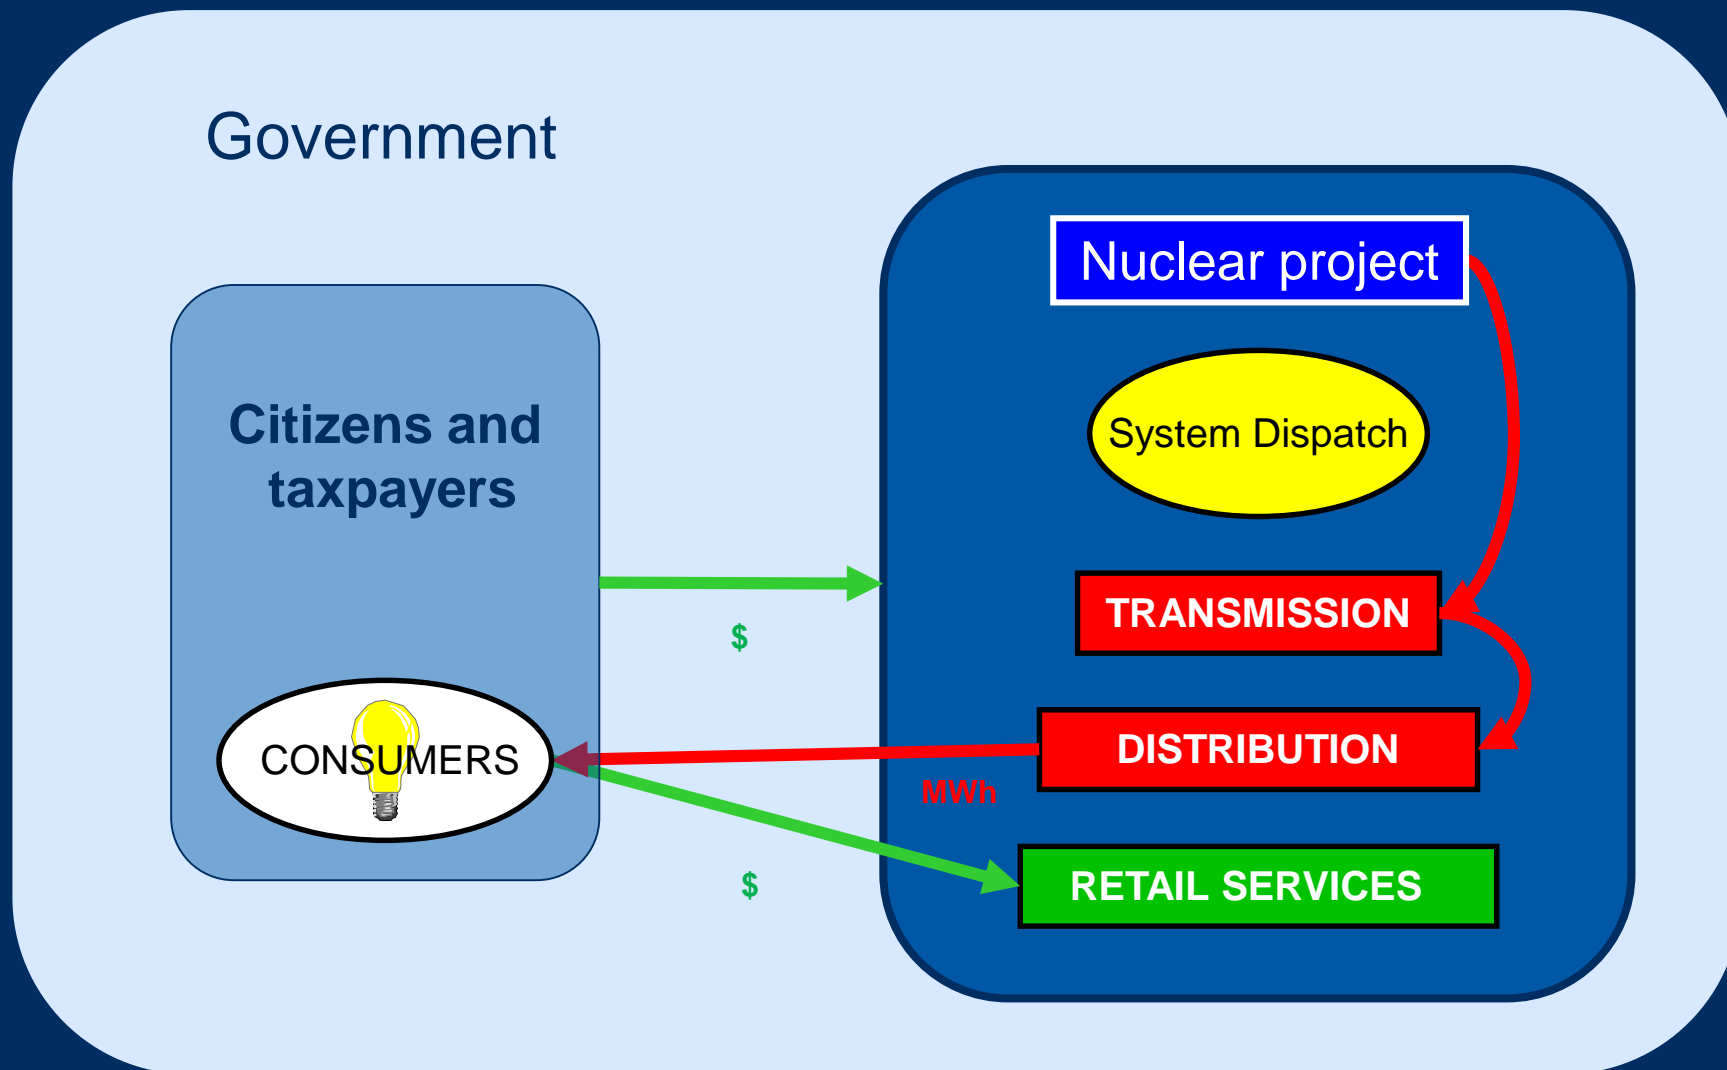 Government
Nuclear project
System Dispatch
Citizens and
taxpayers
TRANSMISSION
$
DISTRIBUTION
CONSUMERS
MWh
RETAIL SERVICES
$